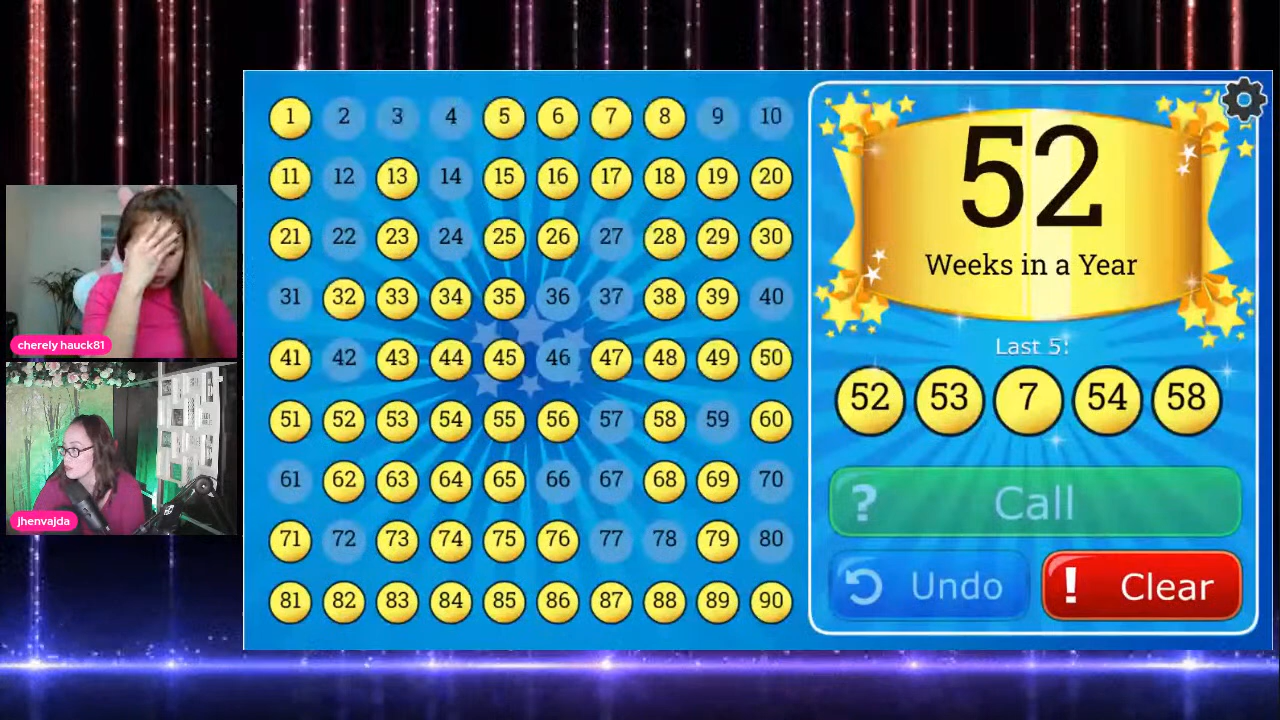 1 2 3 4 5 6 7 8 9 10
11 12 13 14 15 16 17 18 19 20
21 22 23 24 25 26 27 28 29 30
31 32 33 34 35 36 37 38 39 40
41 42 43 44 45 46 47 48 49 50
51 52 53 54 55 56 57 58 59 60
61 62 63 64 65 66 67 68 69 70
71 72 73 74 75 76 77 78 79 80
81 82 83 84 85 86 87 88 89 90
52
Weeks in a Year
Last 5:
52 53 7 54 58
? Call
Undo
! Clear
cherely hauck81
jhenvajda